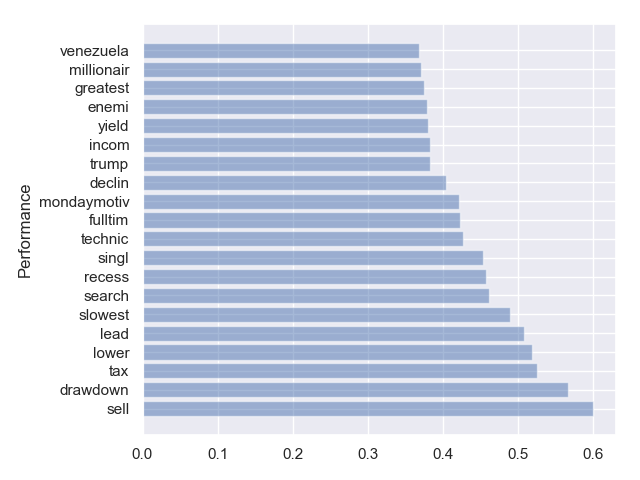 venezuela
millionair
greatest
enemi
yield
incom
trump
declin
mondaymotiv
fulltim
technic
singl
recess
search
slowest
lead
lower
tax
drawdown
sell
Performance
0.0 0.1 0.2 0.3 0.4 0.5 0.6